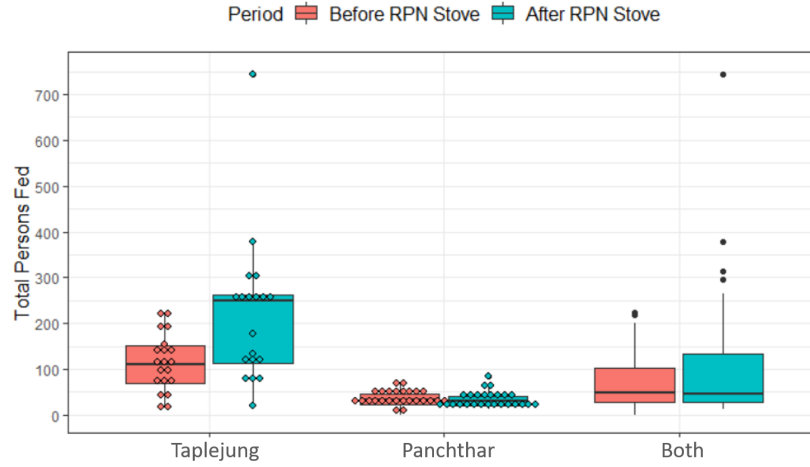 Period Before RPN Stove After RPN Stove
Total Persons Fed
700
600
500
400
300
200
100
0
Taplejung Panchthar Both